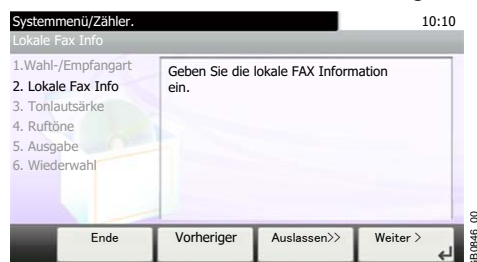 Systemmenü/Zähler. 10:10
Lokale Fax Info
1.Wahl-/Empfangart
2. Lokale Fax Info
3. Tonlautsärke
4. Ruftöne
5. Ausgabe
6. Wiederwahl
Geben Sie die lokale FAX Information
ein.
Ende Vorheriger Auslassen>> Weiter >
GB0846_00